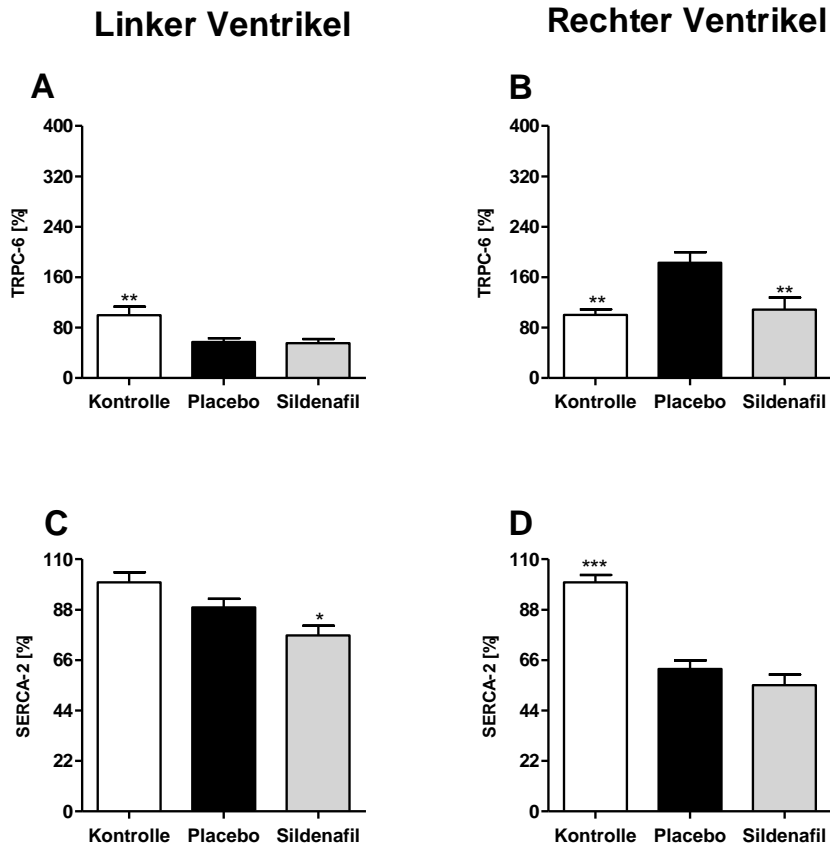 Linker Ventrikel
Rechter Ventrikel
A
400
320
240
160
80
0
TRPC-6 [%]
**
Kontrolle Placebo Sildenafil
B
400
320
240
160
80
0
TRPC-6 [%]
**
**
Kontrolle Placebo Sildenafil
C
110
88
66
44
22
0
SERCA-2 [%]
*
Kontrolle Placebo Sildenafil
D
110
88
66
44
22
0
SERCA-2 [%]
***
Kontrolle Placebo Sildenafil